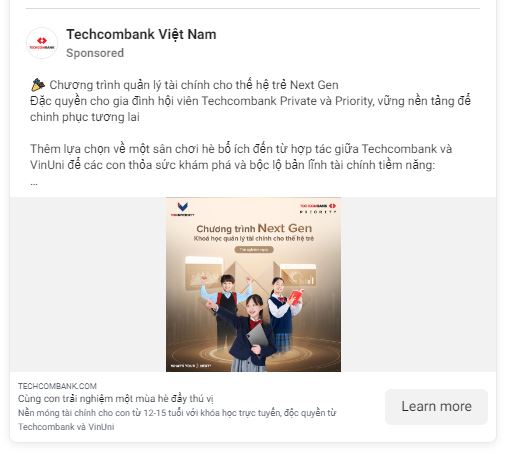 TECHCOMBANK
Techcombank Việt Nam
Sponsored
Chương trình quản lý tài chính cho thế hệ trẻ Next Gen
Đặc quyền cho gia đình hội viên Techcombank Private và Priority, vững nền tảng để
chinh phục tương lai
Thêm lựa chọn về một sân chơi hè bổ ích đến từ hợp tác giữa Techcombank và
VinUni để các con thỏa sức khám phá và bộc lộ bản lĩnh tài chính tiềm năng:
...
VINUNIVERSITY
TECHCOMBANK
PRIORITY
Chương trình Next Gen
Khoá học quản lý tài chính cho thế hệ trẻ
WHAT'S YOUR NEXT?
TECHCOMBANK.COM
Cùng con trải nghiệm một mùa hè đầy thú vị
Nền móng tài chính cho con từ 12-15 tuổi với khóa học trực tuyến, độc quyền từ
Techcombank và VinUni
Learn more